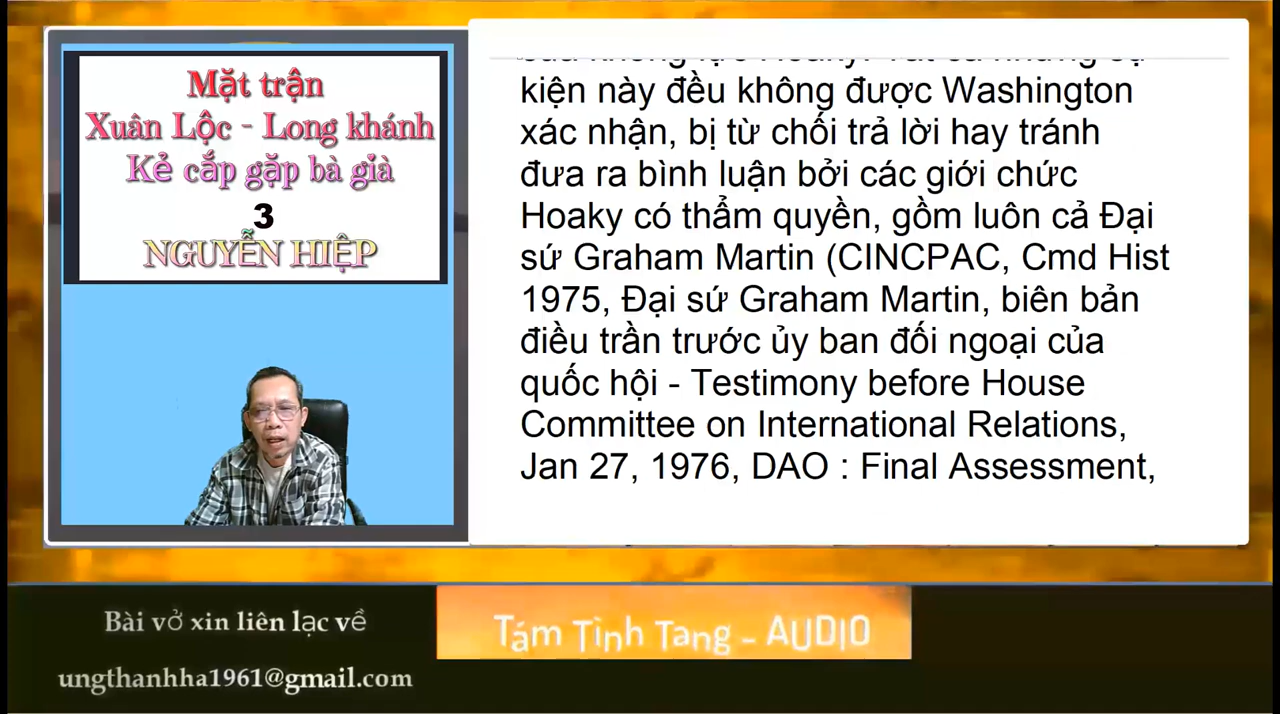 Mặt trận
Xuân Lộc - Long khánh
Kẻ cắp gặp bà già
3
NGUYỄN HIỆP
kiện này đều không được Washington
xác nhận, bị từ chối trả lời hay tránh
đưa ra bình luận bởi các giới chức
Hoaky có thẩm quyền, gồm luôn cả Đại
sứ Graham Martin (CINCPAC, Cmd Hist
1975, Đại sứ Graham Martin, biên bản
điều trần trước ủy ban đối ngoại của
quốc hội - Testimony before House
Committee on International Relations,
Jan 27, 1976, DAO : Final Assessment,
Bài vở xin liên lạc về
ungthanhha1961@gmail.com
Tám Tình Tang - AUDIO